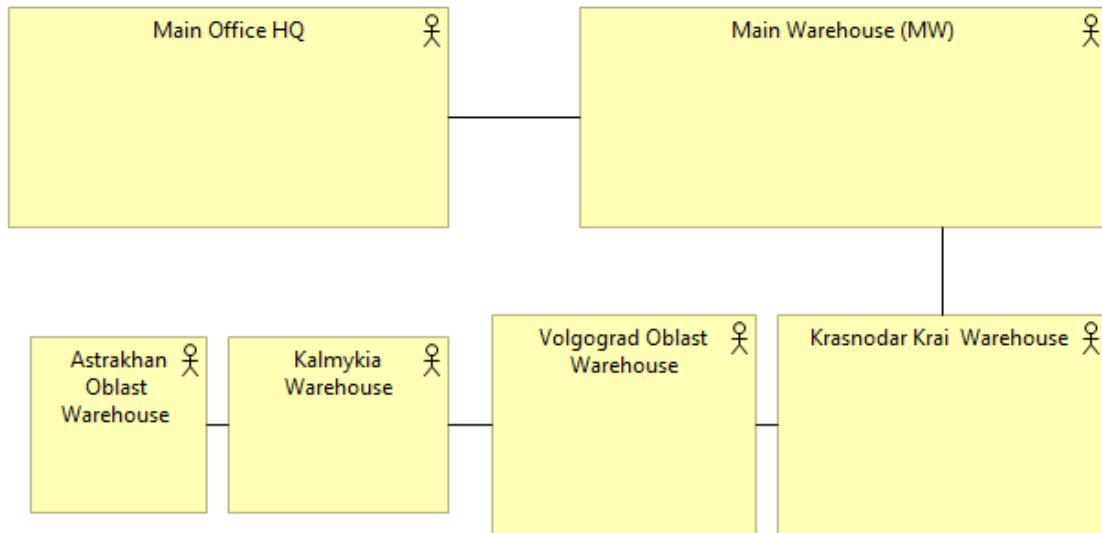 Main Office HQ
Main Warehouse (MW)
Astrakhan
Oblast
Warehouse
Kalmykia
Warehouse
Volgograd Oblast
Warehouse
Krasnodar Krai  Warehouse